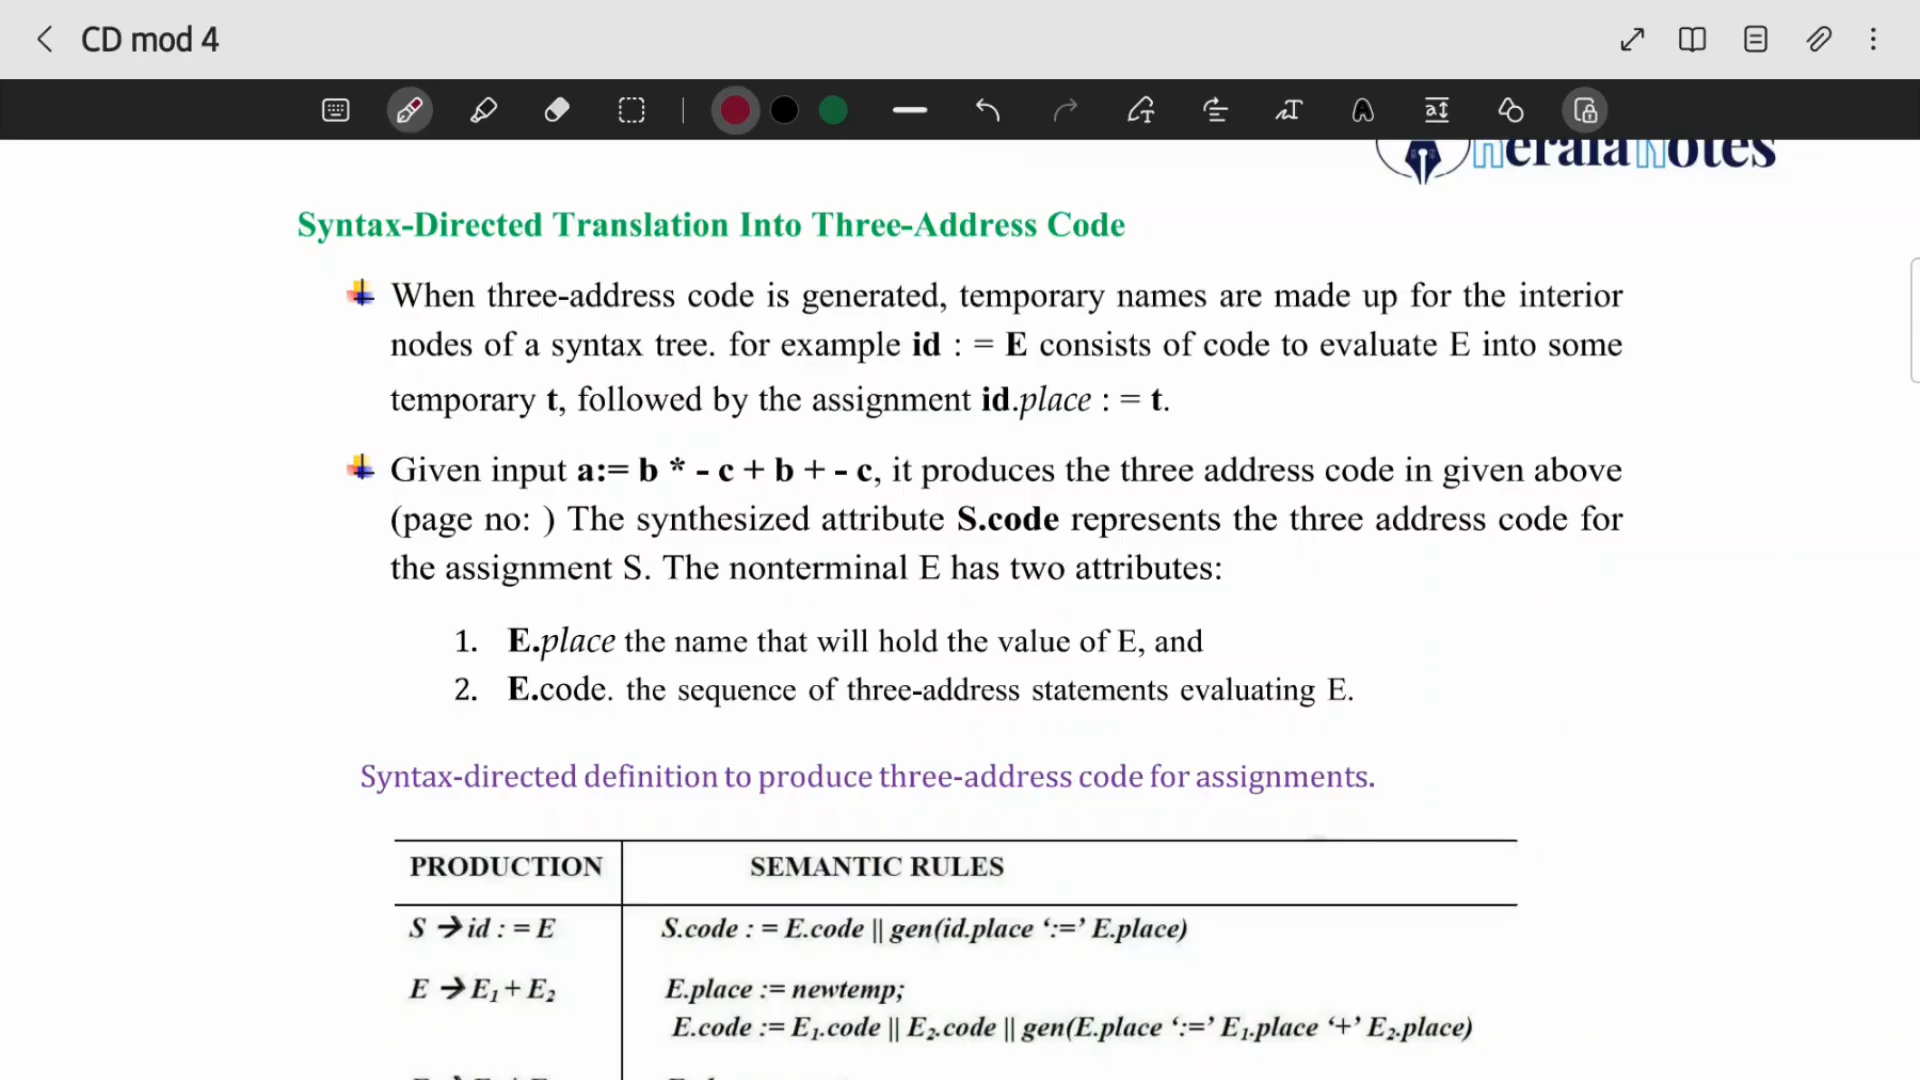 CD mod 4
KeralaNotes
Syntax-Directed Translation Into Three-Address Code
When three-address code is generated, temporary names are made up for the interior
nodes of a syntax tree. for example id : = E consists of code to evaluate E into some
temporary t, followed by the assignment id.place : = t.
Given input a:= b * - c + b + - c, it produces the three address code in given above
(page no: ) The synthesized attribute S.code represents the three address code for
the assignment S. The nonterminal E has two attributes:
1. E.place the name that will hold the value of E, and
2. E.code. the sequence of three-address statements evaluating E.
Syntax-directed definition to produce three-address code for assignments.
PRODUCTION SEMANTIC RULES
S → id : = E S.code : = E.code || gen(id.place ‘:=’ E.place)
E → E₁ + E₂ E.place := newtemp;
E.code := E₁.code || E₂.code || gen(E.place ‘:=’ E₁.place ‘+’ E₂.place)